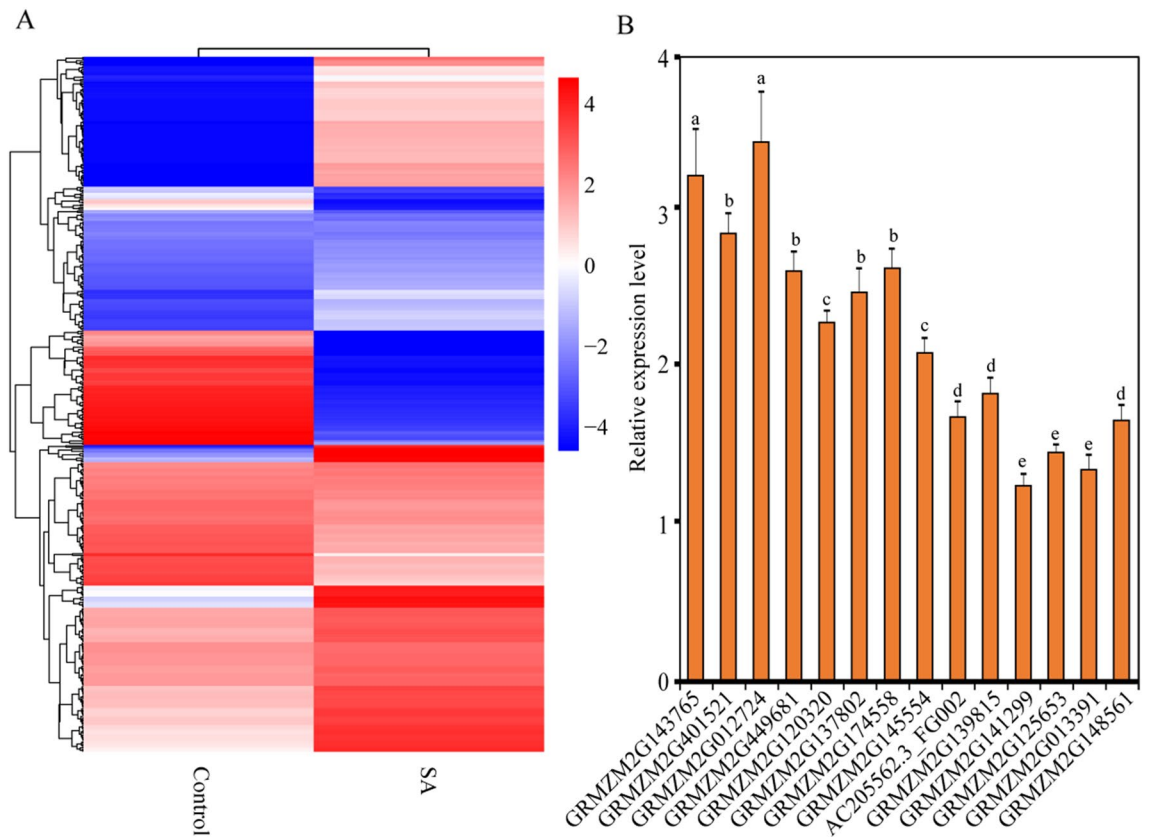 A
4
2
0
−2
−4
Control
SA
B
Relative expression level
4
3
2
1
0
a
b
a
b
c
b
b
c
d
d
e
e
e
d
GRMZM2G143765
GRMZM2G401521
GRMZM2G012724
GRMZM2G449681
GRMZM2G120320
GRMZM2G137802
GRMZM2G174558
GRMZM2G145554
AC205562.3_FG002
GRMZM2G139815
GRMZM2G141299
GRMZM2G125653
GRMZM2G013391
GRMZM2G148561